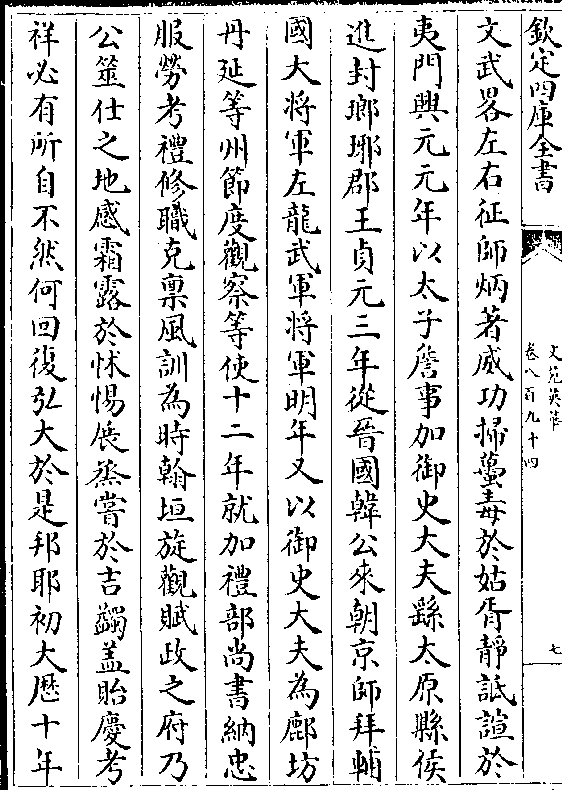 欽定四庫全書
文苑英華
卷八百九十四
七
文武畧左右征師炳著威功掃蠆毒於姑胥靜詆諠於
夷門興元元年以太子詹事加御史大夫繇太原縣侯
進封瑯琊郡王貞元三年從晉國韓公來朝京師拜輔
國大將軍左龍武軍將軍明年又以御史大夫為鄜坊
丹延等州節度觀察等使十二年就加禮部尚書納忠
服勞考禮修職克稟風訓為時翰垣旋觀賦政之府乃
公筮仕之地感霜露於怵惕展烝嘗於吉蠲盖貽慶考
祥必有所自不然何回復弘大於是邦耶初大厯十年